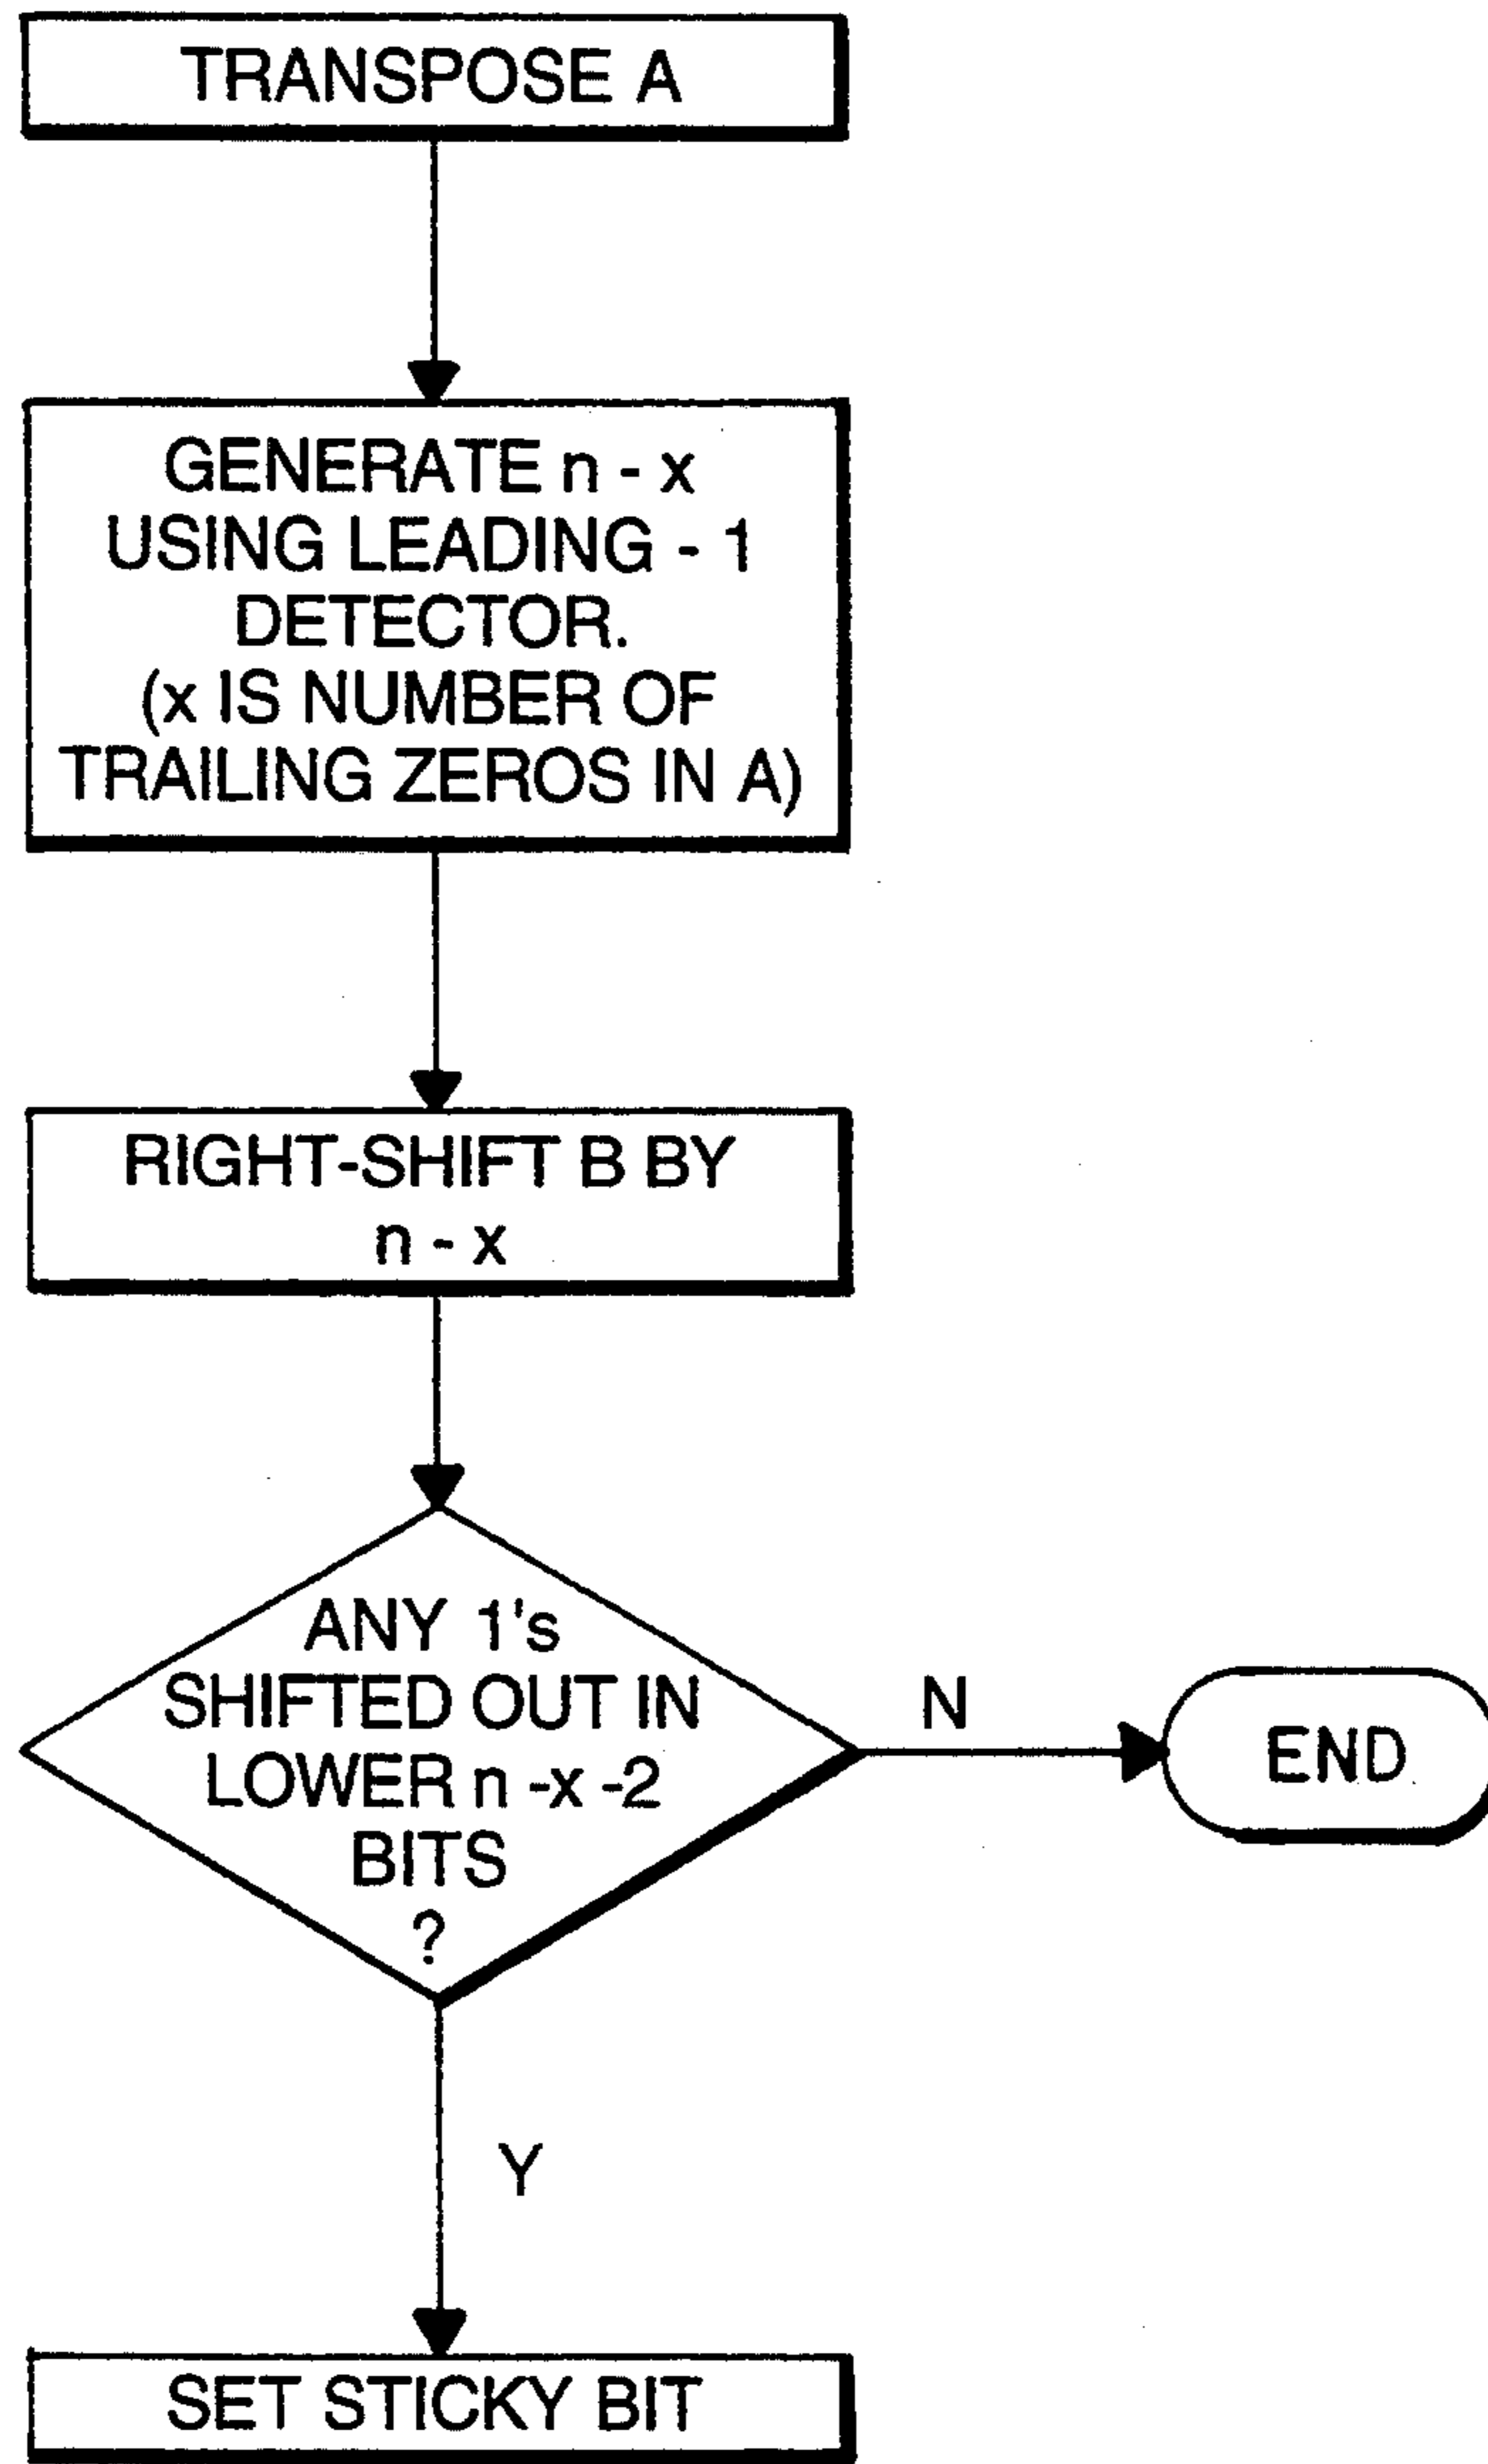 TRANSPOSE A
GENERATE n - x
USING LEADING - 1
DETECTOR.
(x IS NUMBER OF
TRAILING ZEROS IN A)
RIGHT-SHIFT B BY
n - x
ANY 1's
SHIFTED OUT IN
LOWER n -x -2
BITS
?
N
END
Y
SET STICKY BIT